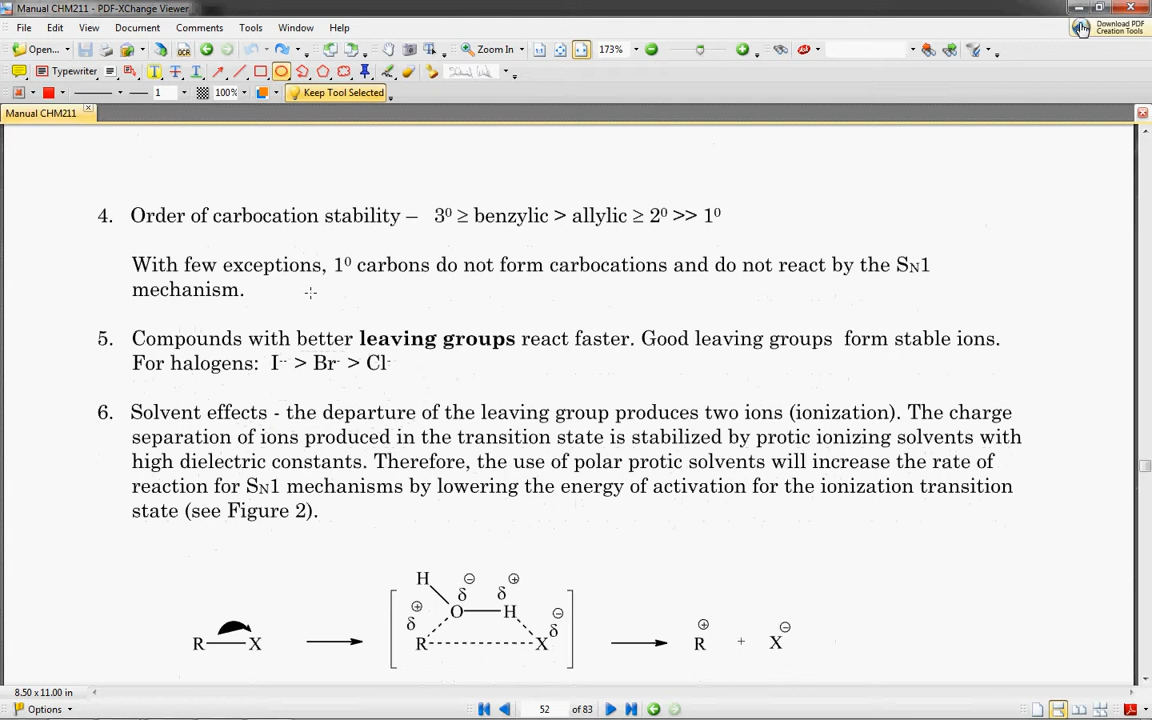 Manual CHM211 - PDF-XChange Viewer
File Edit View Document Comments Tools Window Help
Download PDF
Creation Tools
Open... OCR Zoom In 173%
Typewriter
1 100% Keep Tool Selected
Manual CHM211
4. Order of carbocation stability – 3⁰ ≥ benzylic > allylic ≥ 2⁰ >> 1⁰
With few exceptions, 1⁰ carbons do not form carbocations and do not react by the SN1
mechanism.
5. Compounds with better leaving groups react faster. Good leaving groups form stable ions.
For halogens: I⁻ > Br⁻ > Cl⁻
6. Solvent effects - the departure of the leaving group produces two ions (ionization). The charge
separation of ions produced in the transition state is stabilized by protic ionizing solvents with
high dielectric constants. Therefore, the use of polar protic solvents will increase the rate of
reaction for SN1 mechanisms by lowering the energy of activation for the ionization transition
state (see Figure 2).
H ⊖ ⊕
δ δ
⊕ O H ⊖
δ δ ⊕ ⊖
R X R X R + X
8.50 x 11.00 in
Options 52 of 83